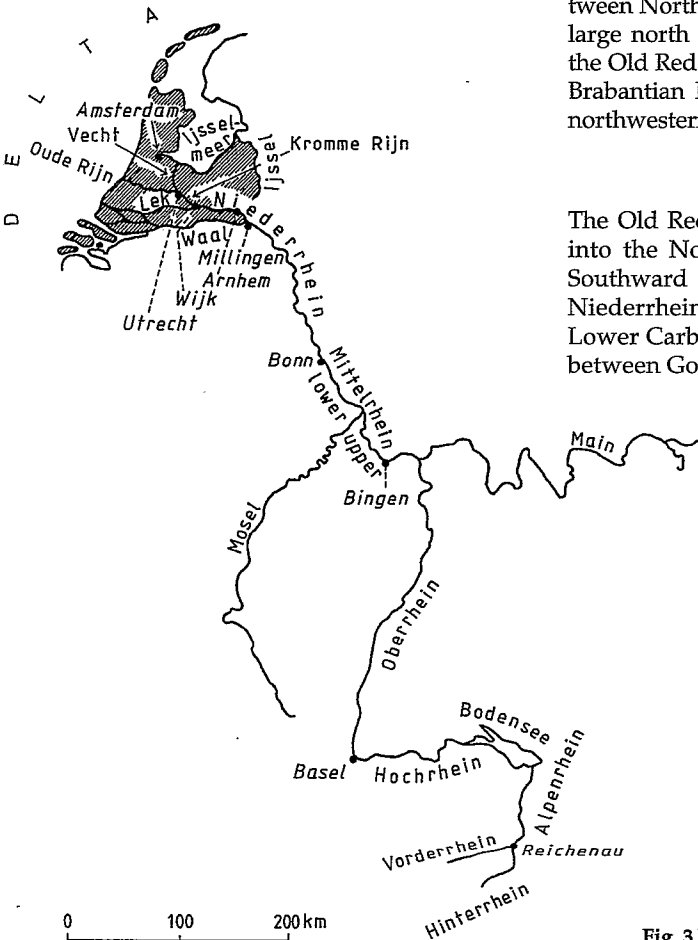 DELTA
Amsterdam
Vecht
Oude Rijn
Ijssel
meer
Ijssel
Kromme Rijn
Lek
Niederrhein
Waal
Millingen
Arnhem
Wijk
Utrecht
Bonn
Mittelrhein
lower
upper
Bingen
Main
Mosel
Oberrhein
Bodensee
Basel
Hochrhein
Alpenrhein
Vorderrhein
Reichenau
Hinterrhein
0 100 200 km
tween North
large north
the Old Red
Brabantian
northwestern
The Old Red
into the No
Southward
Niederrhein
Lower Carb
between Go
Fig. 3